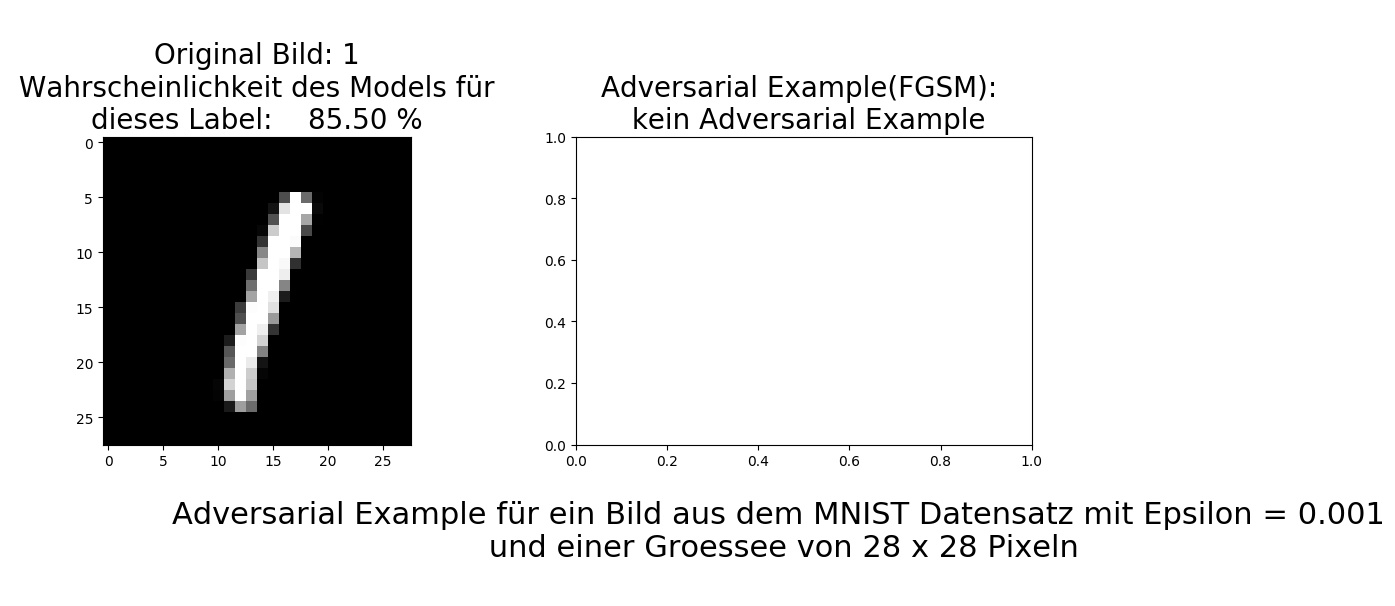 Original Bild: 1
Wahrscheinlichkeit des Models für
dieses Label: 85.50 %
0
5
10
15
20
25
0 5 10 15 20 25
Adversarial Example(FGSM):
kein Adversarial Example
1.0
0.8
0.6
0.4
0.2
0.0
0.0 0.2 0.4 0.6 0.8 1.0
Adversarial Example für ein Bild aus dem MNIST Datensatz mit Epsilon = 0.001
und einer Groessee von 28 x 28 Pixeln